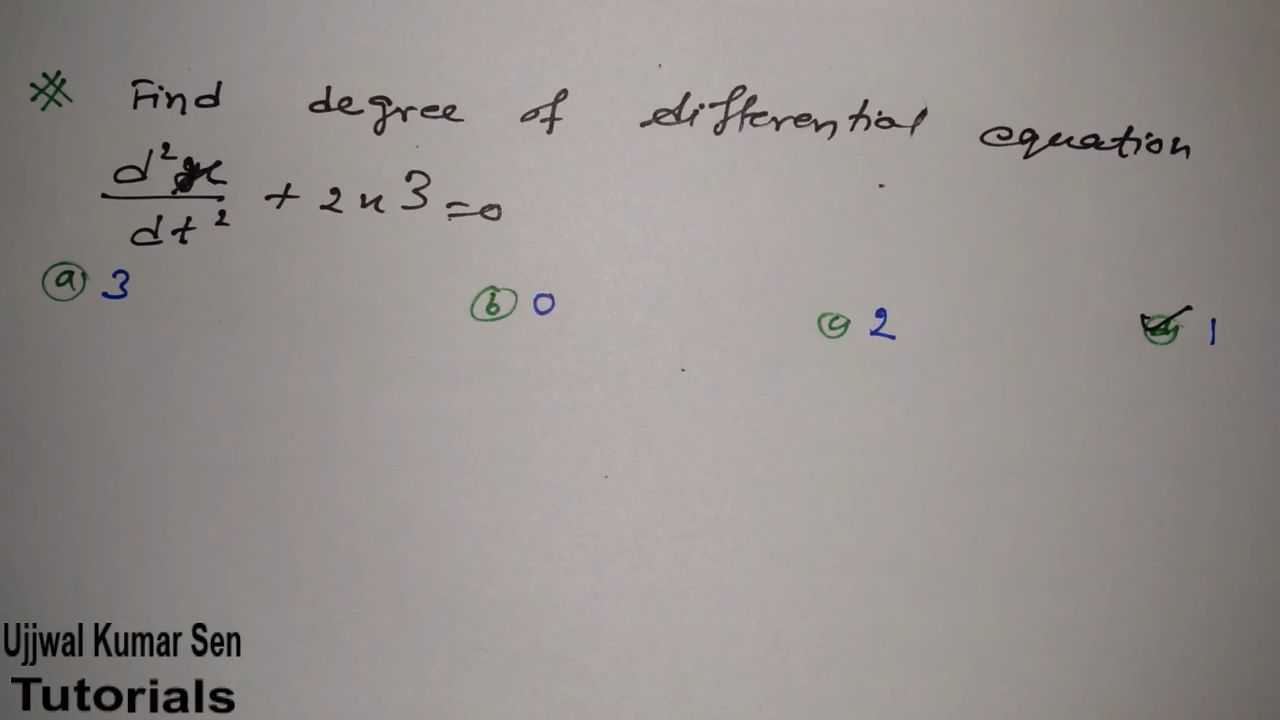 Find degree of differential equation
d²x/dt² + 2x3 = 0
(a) 3 (b) 0 (c) 2 (d) 1
Ujjwal Kumar Sen
Tutorials